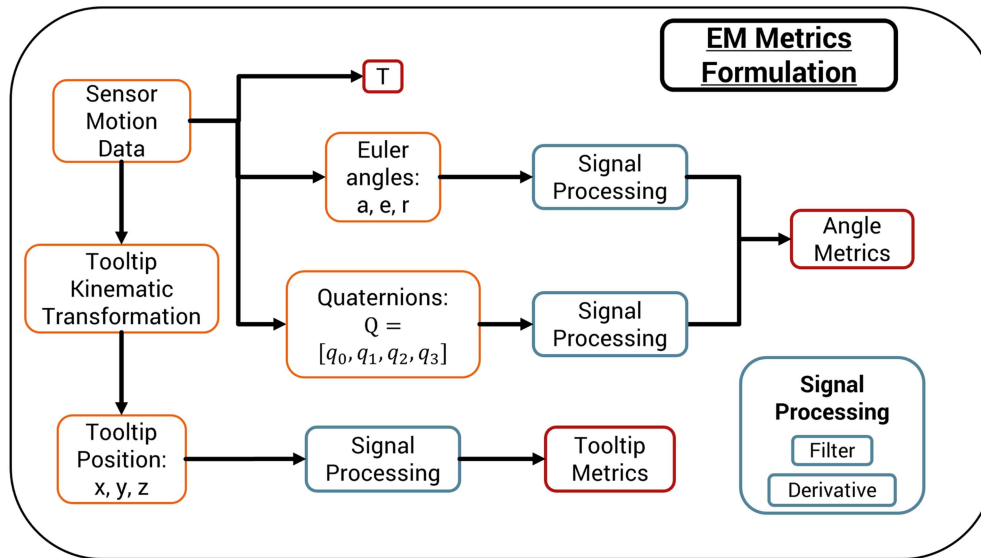 EM Metrics
Formulation
T
Sensor
Motion
Data
Euler
angles:
a, e, r
Signal
Processing
Angle
Metrics
Tooltip
Kinematic
Transformation
Quaternions:
Q =
[q₀, q₁, q₂, q₃]
Signal
Processing
Tooltip
Position:
x, y, z
Signal
Processing
Tooltip
Metrics
Signal
Processing
Filter
Derivative